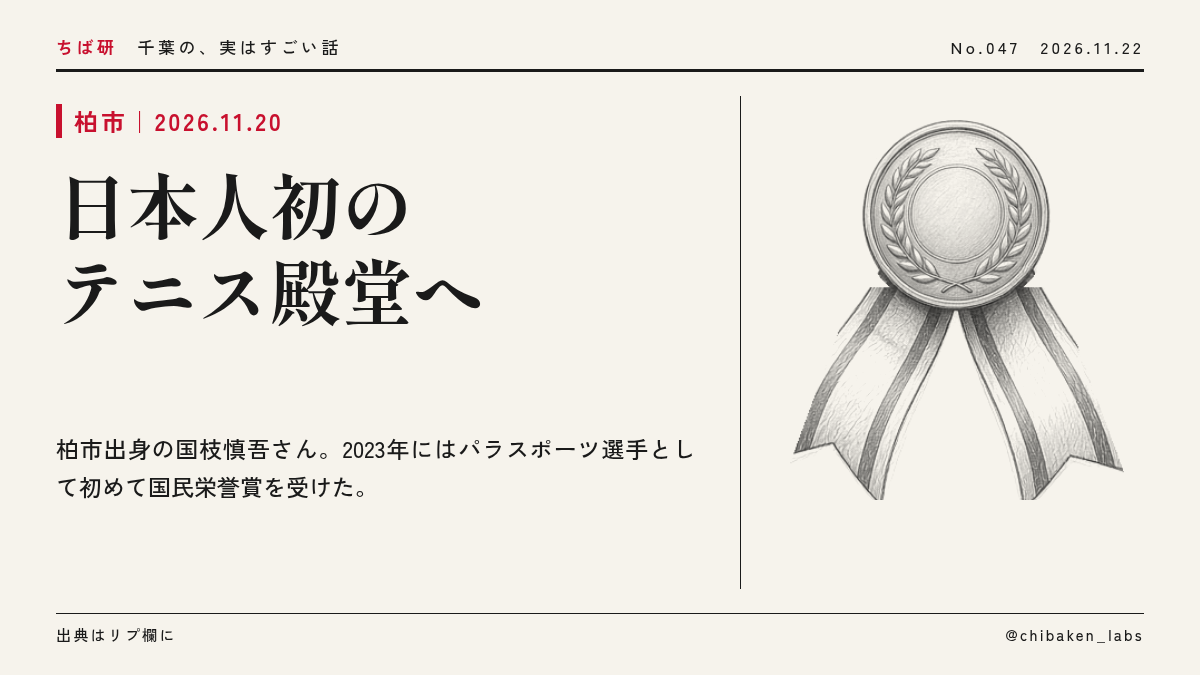 ちば研 千葉の、実はすごい話
No.047 2026.11.22
柏市 | 2026.11.20
日本人初の
テニス殿堂へ
柏市出身の国枝慎吾さん。2023年にはパラスポーツ選手とし
て初めて国民栄誉賞を受けた。
出典はリプ欄に
@chibaken_labs